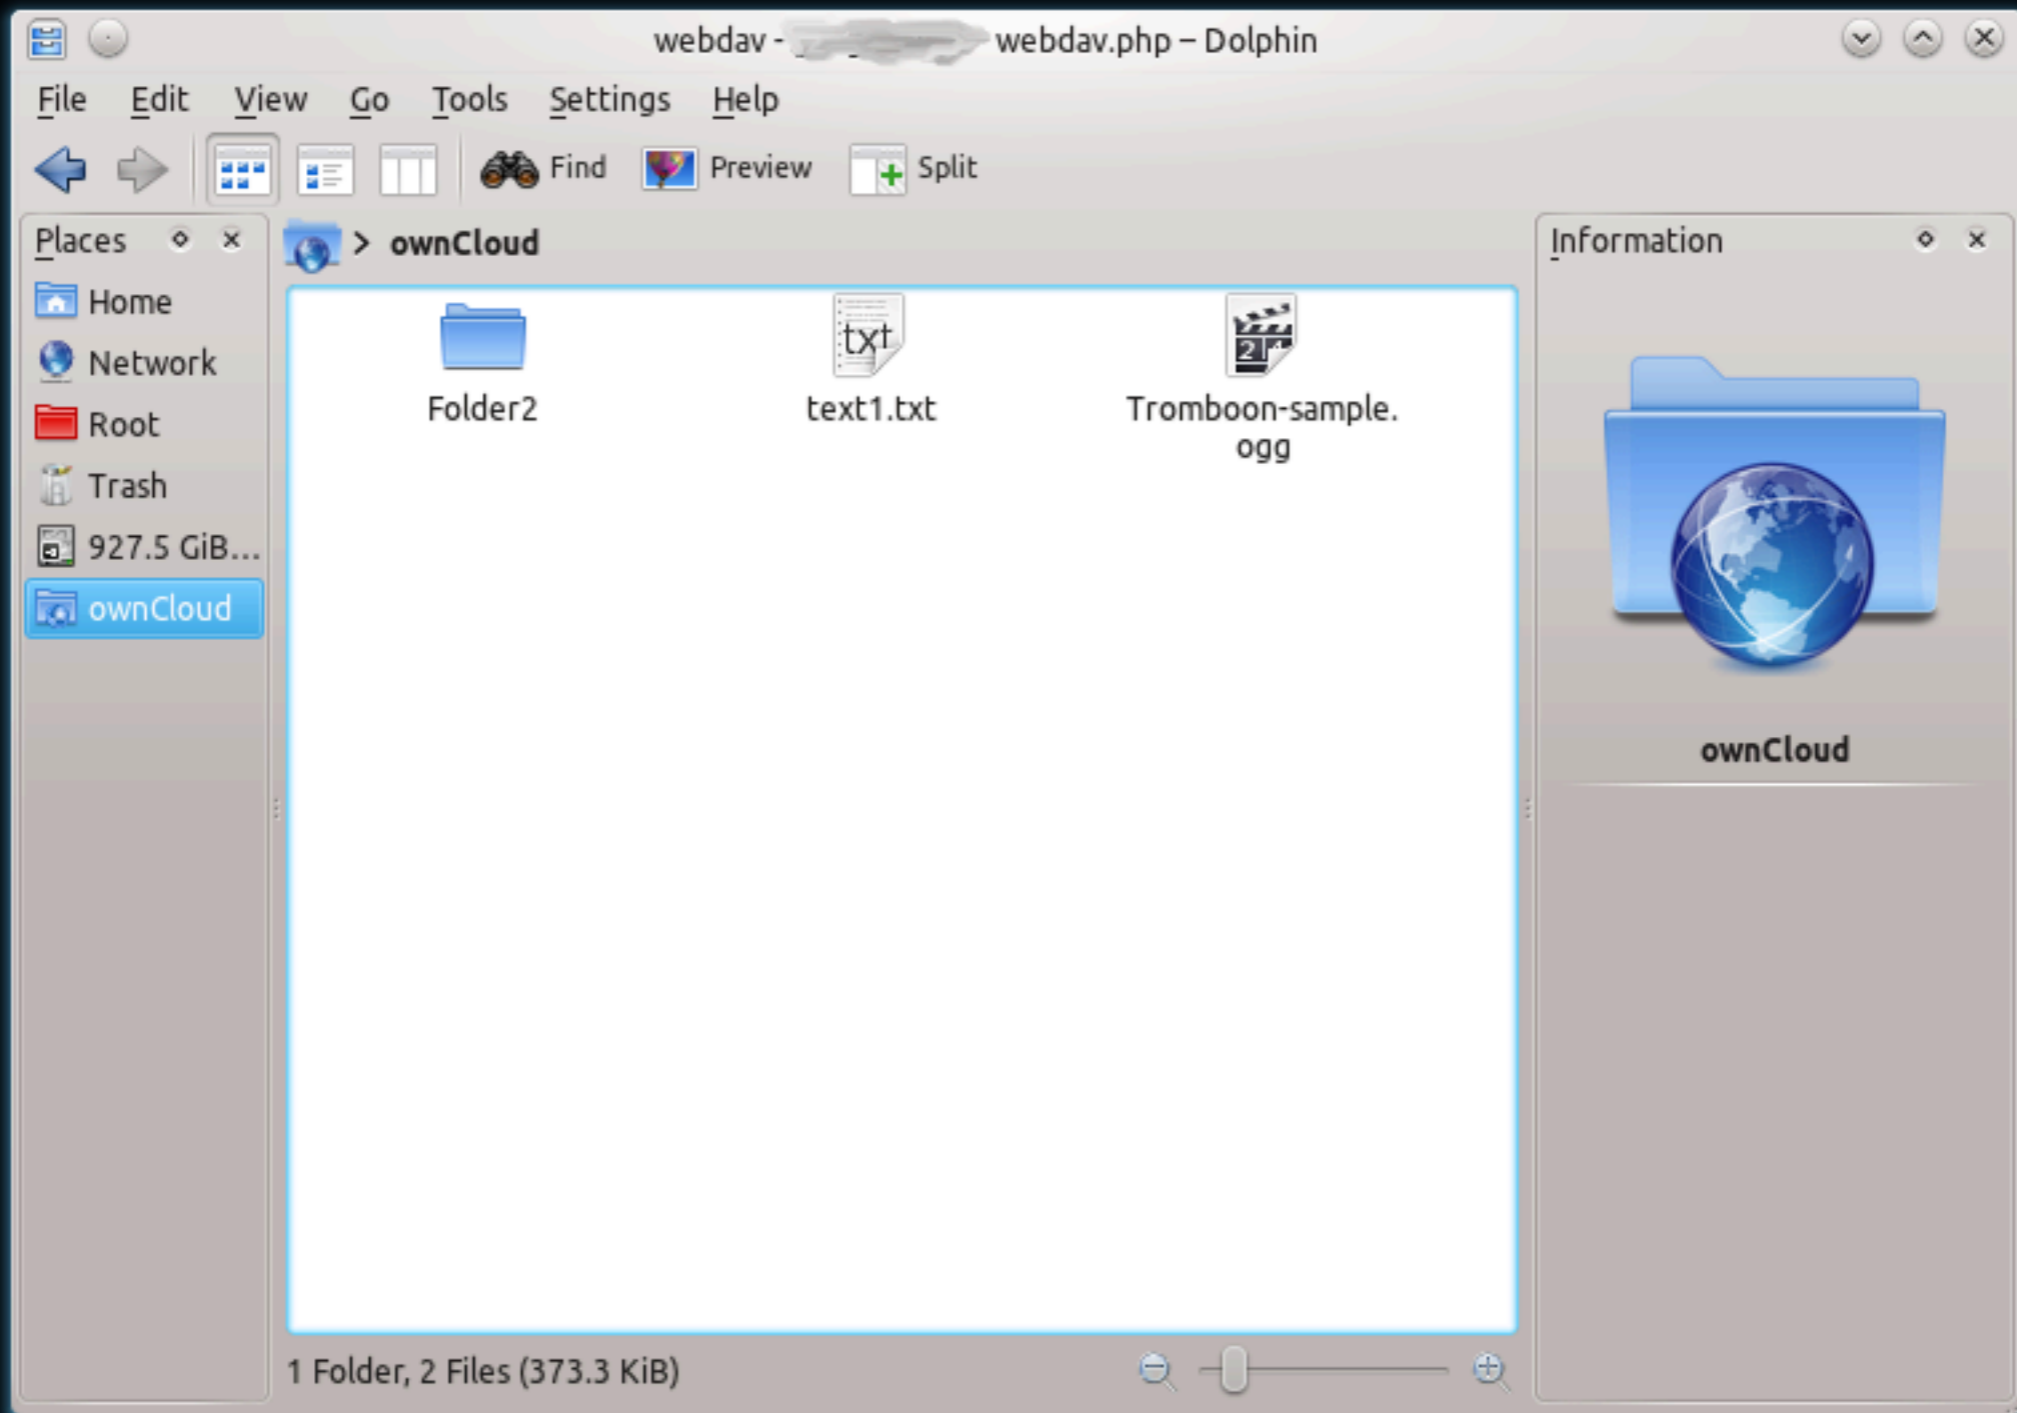 webdav - webdav.php – Dolphin
File Edit View Go Tools Settings Help
Find Preview Split
Places
Home
Network
Root
Trash
927.5 GiB...
ownCloud
> ownCloud
Folder2
txt
text1.txt
Tromboon-sample.
ogg
1 Folder, 2 Files (373.3 KiB)
Information
ownCloud